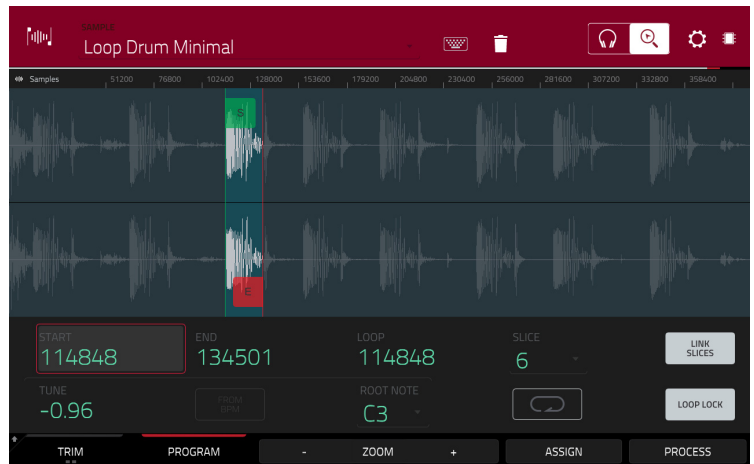 SAMPLE
Loop Drum Minimal
Samples 51200 76800 102400 128000 153600 179200 204800 230400 256000 281600 307200 332800 358400
S
E
START END LOOP SLICE
114848 134501 114848 6
LINK
SLICES
TUNE ROOT NOTE
-0.96 FROM
BPM C3
LOOP LOCK
TRIM PROGRAM - ZOOM + ASSIGN PROCESS